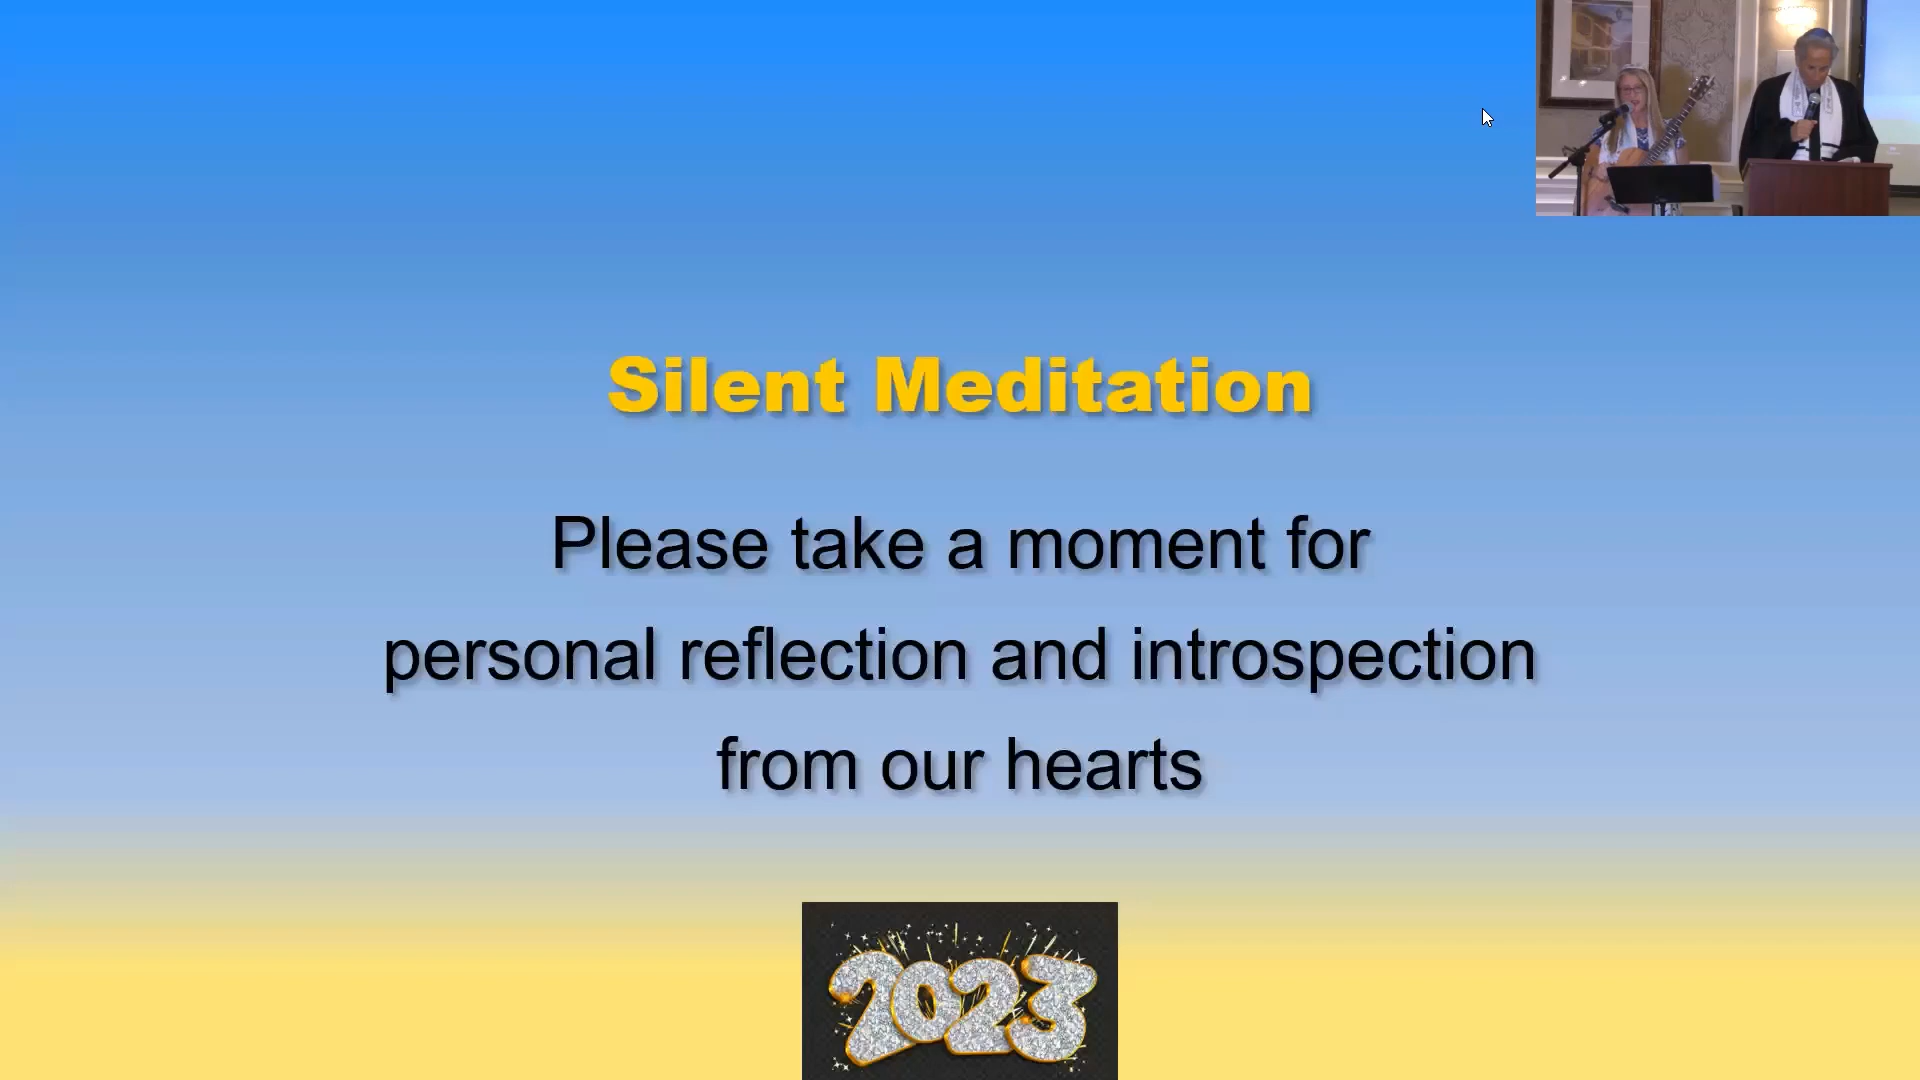 Silent Meditation
Please take a moment for
personal reflection and introspection
from our hearts
2023